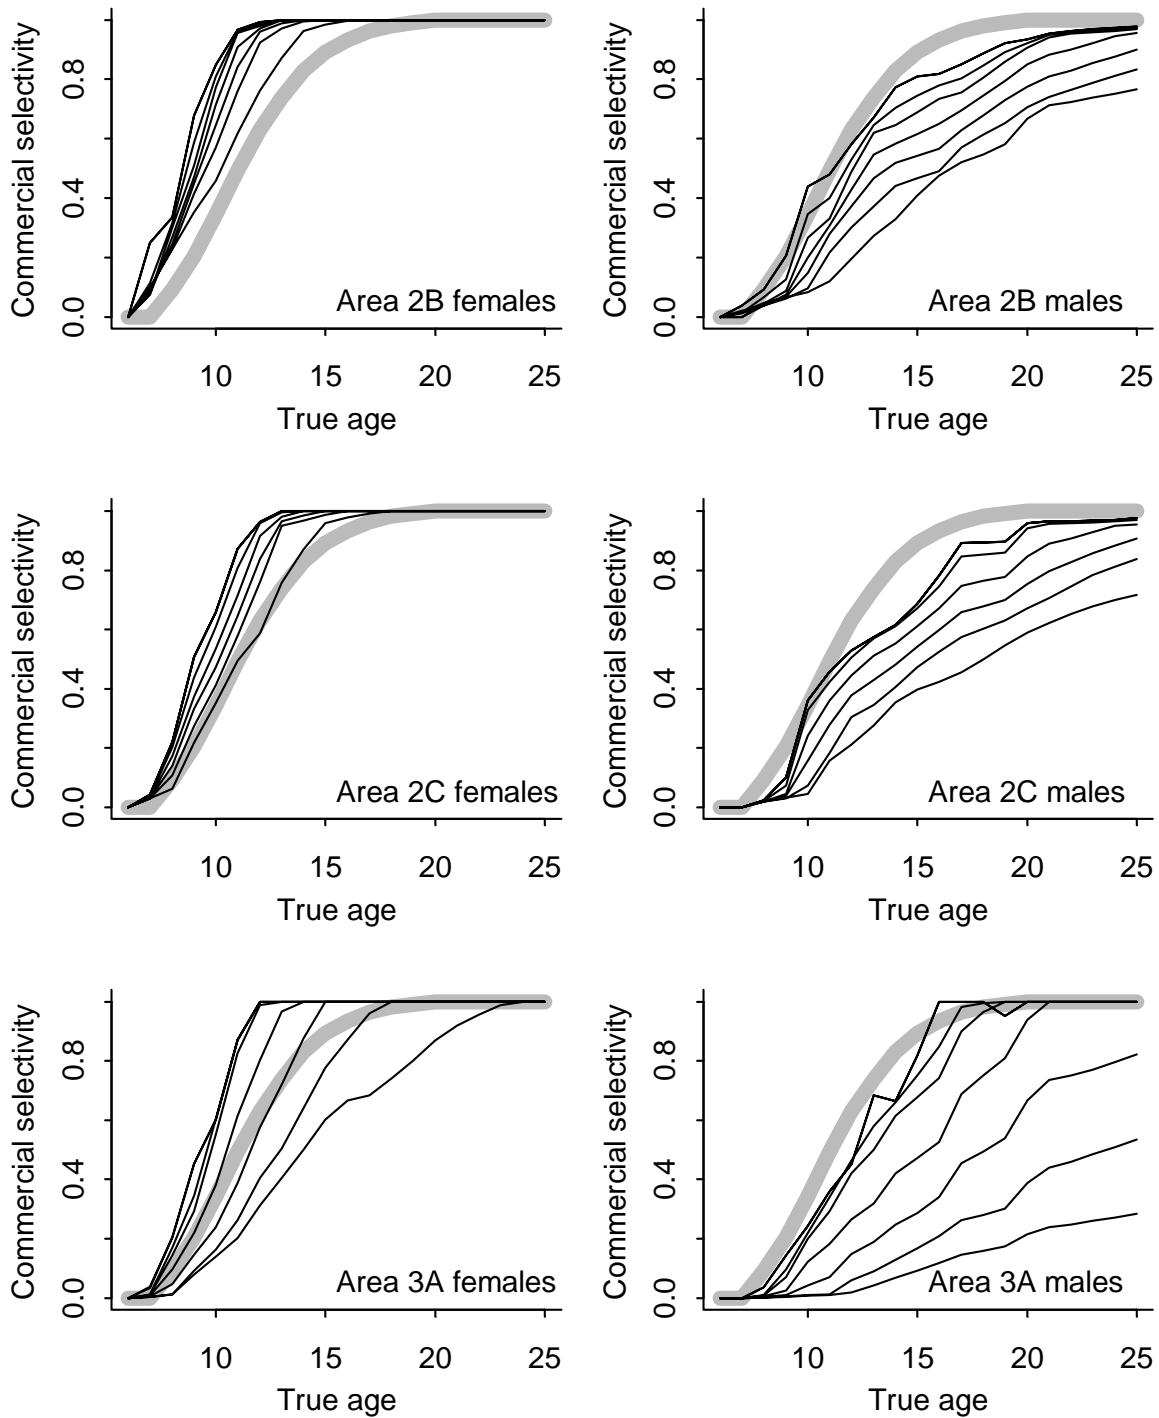 Commercial selectivity
0.0 0.4 0.8
Area 2B females
10 15 20 25
True age
Commercial selectivity
0.0 0.4 0.8
Area 2B males
10 15 20 25
True age
Commercial selectivity
0.0 0.4 0.8
Area 2C females
10 15 20 25
True age
Commercial selectivity
0.0 0.4 0.8
Area 2C males
10 15 20 25
True age
Commercial selectivity
0.0 0.4 0.8
Area 3A females
10 15 20 25
True age
Commercial selectivity
0.0 0.4 0.8
Area 3A males
10 15 20 25
True age